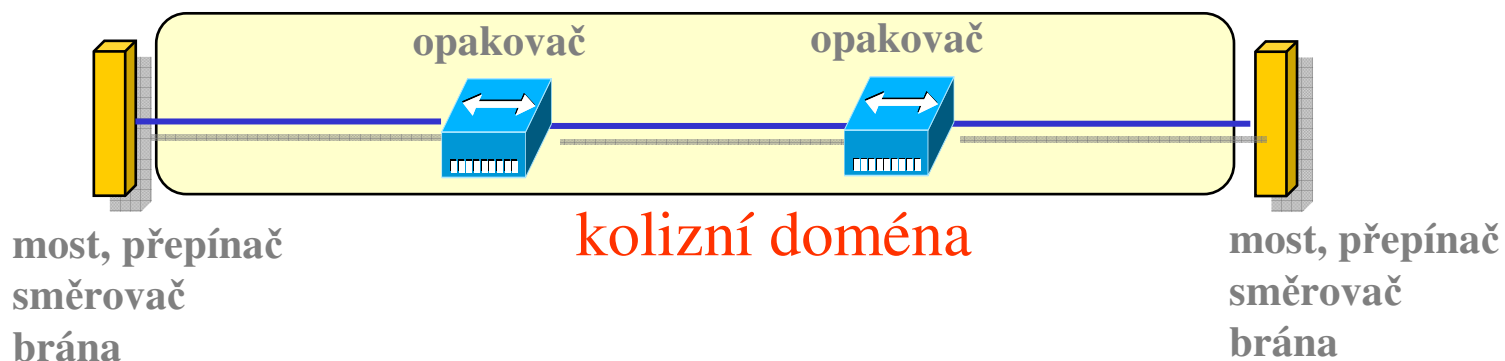 opakovač
opakovač
kolizní doména
most, přepínač
směrovač
brána
most, přepínač
směrovač
brána